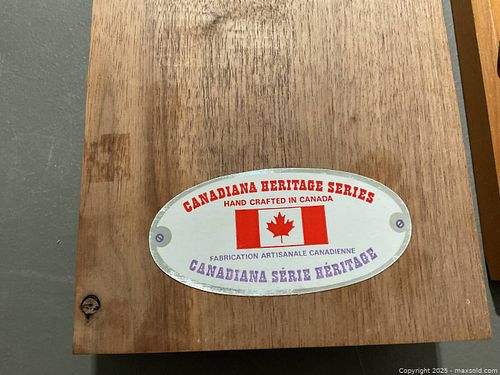 CANADIANA HERITAGE SERIES
HAND CRAFTED IN CANADA
FABRICATION ARTISANALE CANADIENNE
CANADIANA SÉRIE HÉRITAGE
Copyright 2025 - maxsold.com